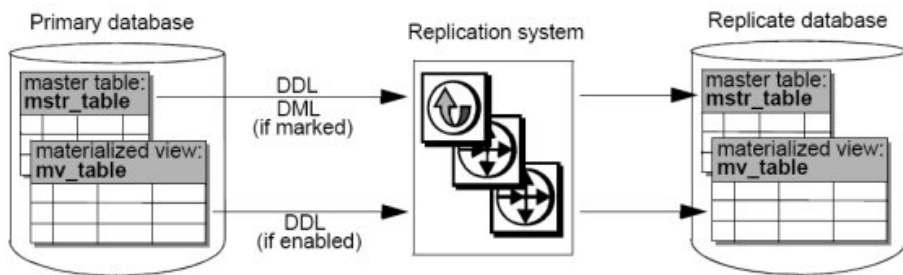 Primary database
Replication system
Replicate database
master table:
mstr_table
materialized view:
mv_table
DDL
DML
(if marked)
DDL
(if enabled)
master table:
mstr_table
materialized view:
mv_table